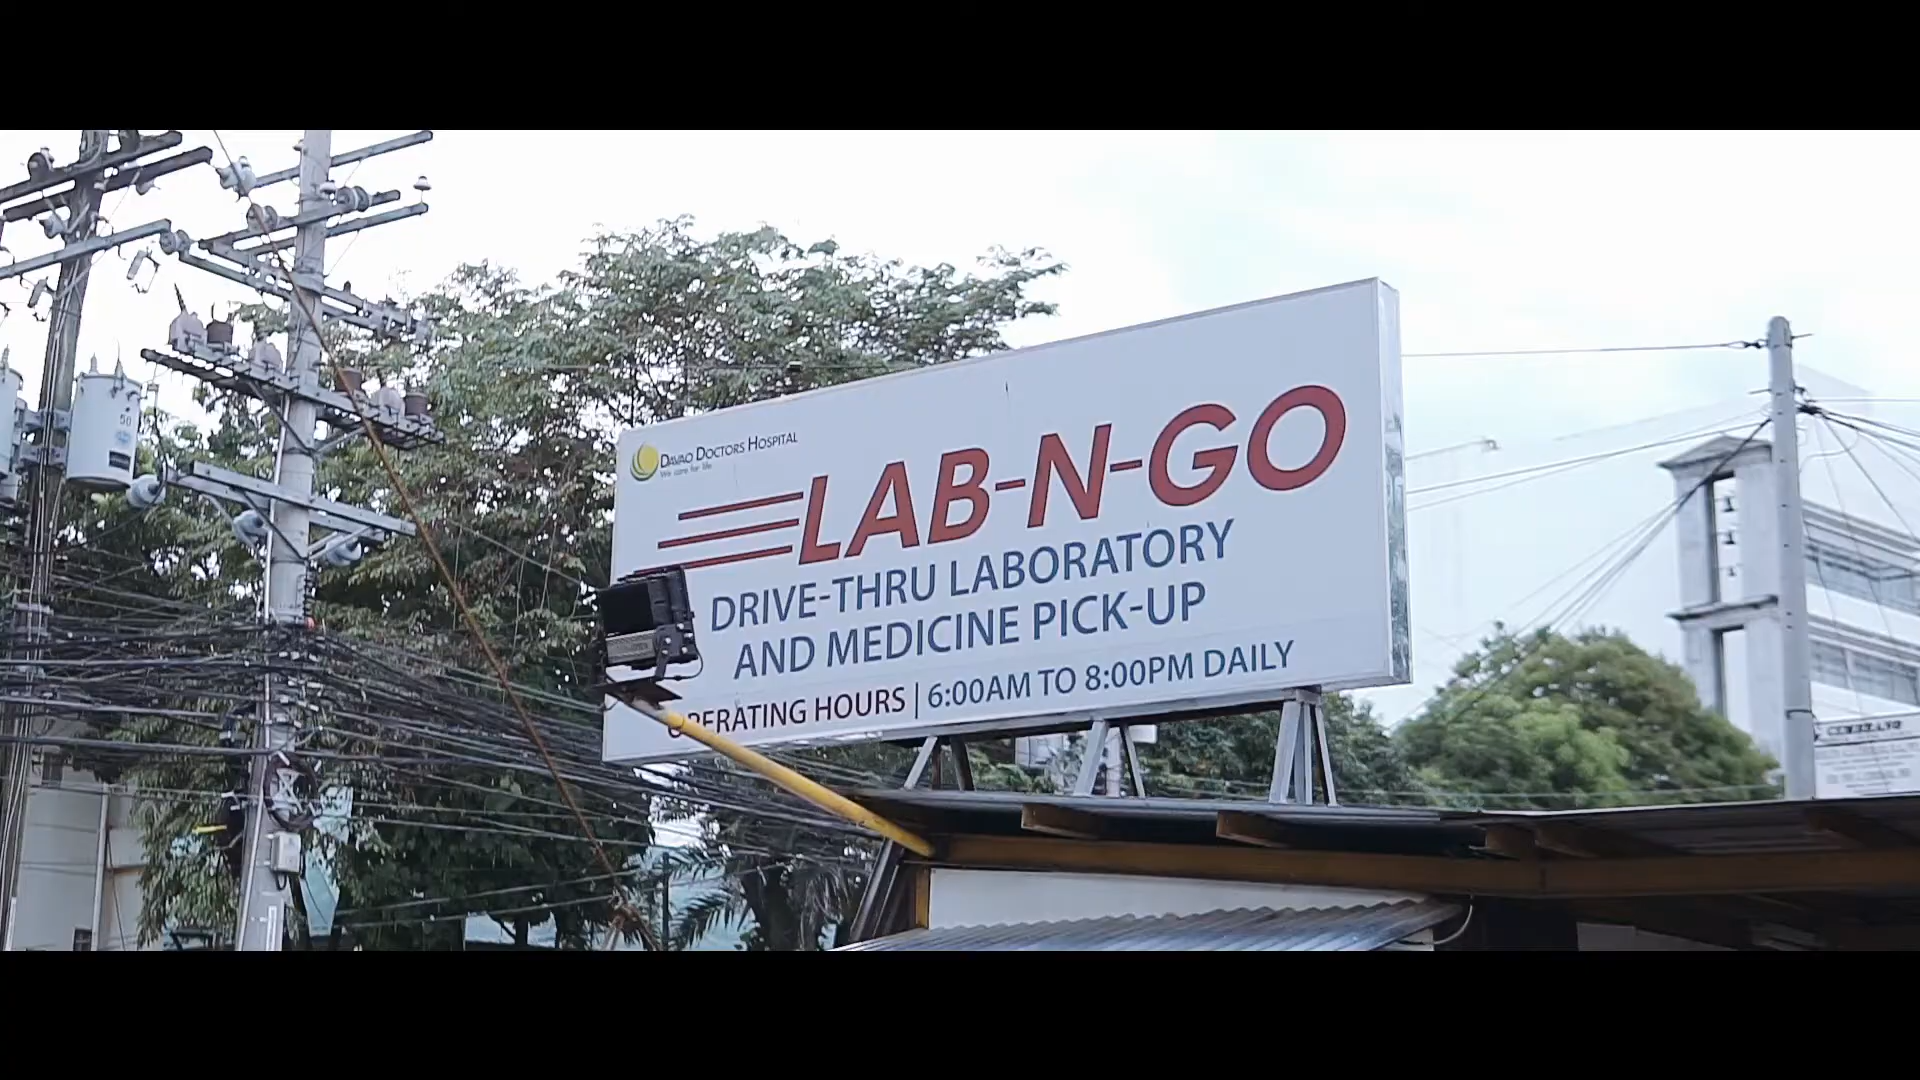 DAVAO DOCTORS HOSPITAL
We care for life
LAB-N-GO
DRIVE-THRU LABORATORY
AND MEDICINE PICK-UP
OPERATING HOURS | 6:00AM TO 8:00PM DAILY
50